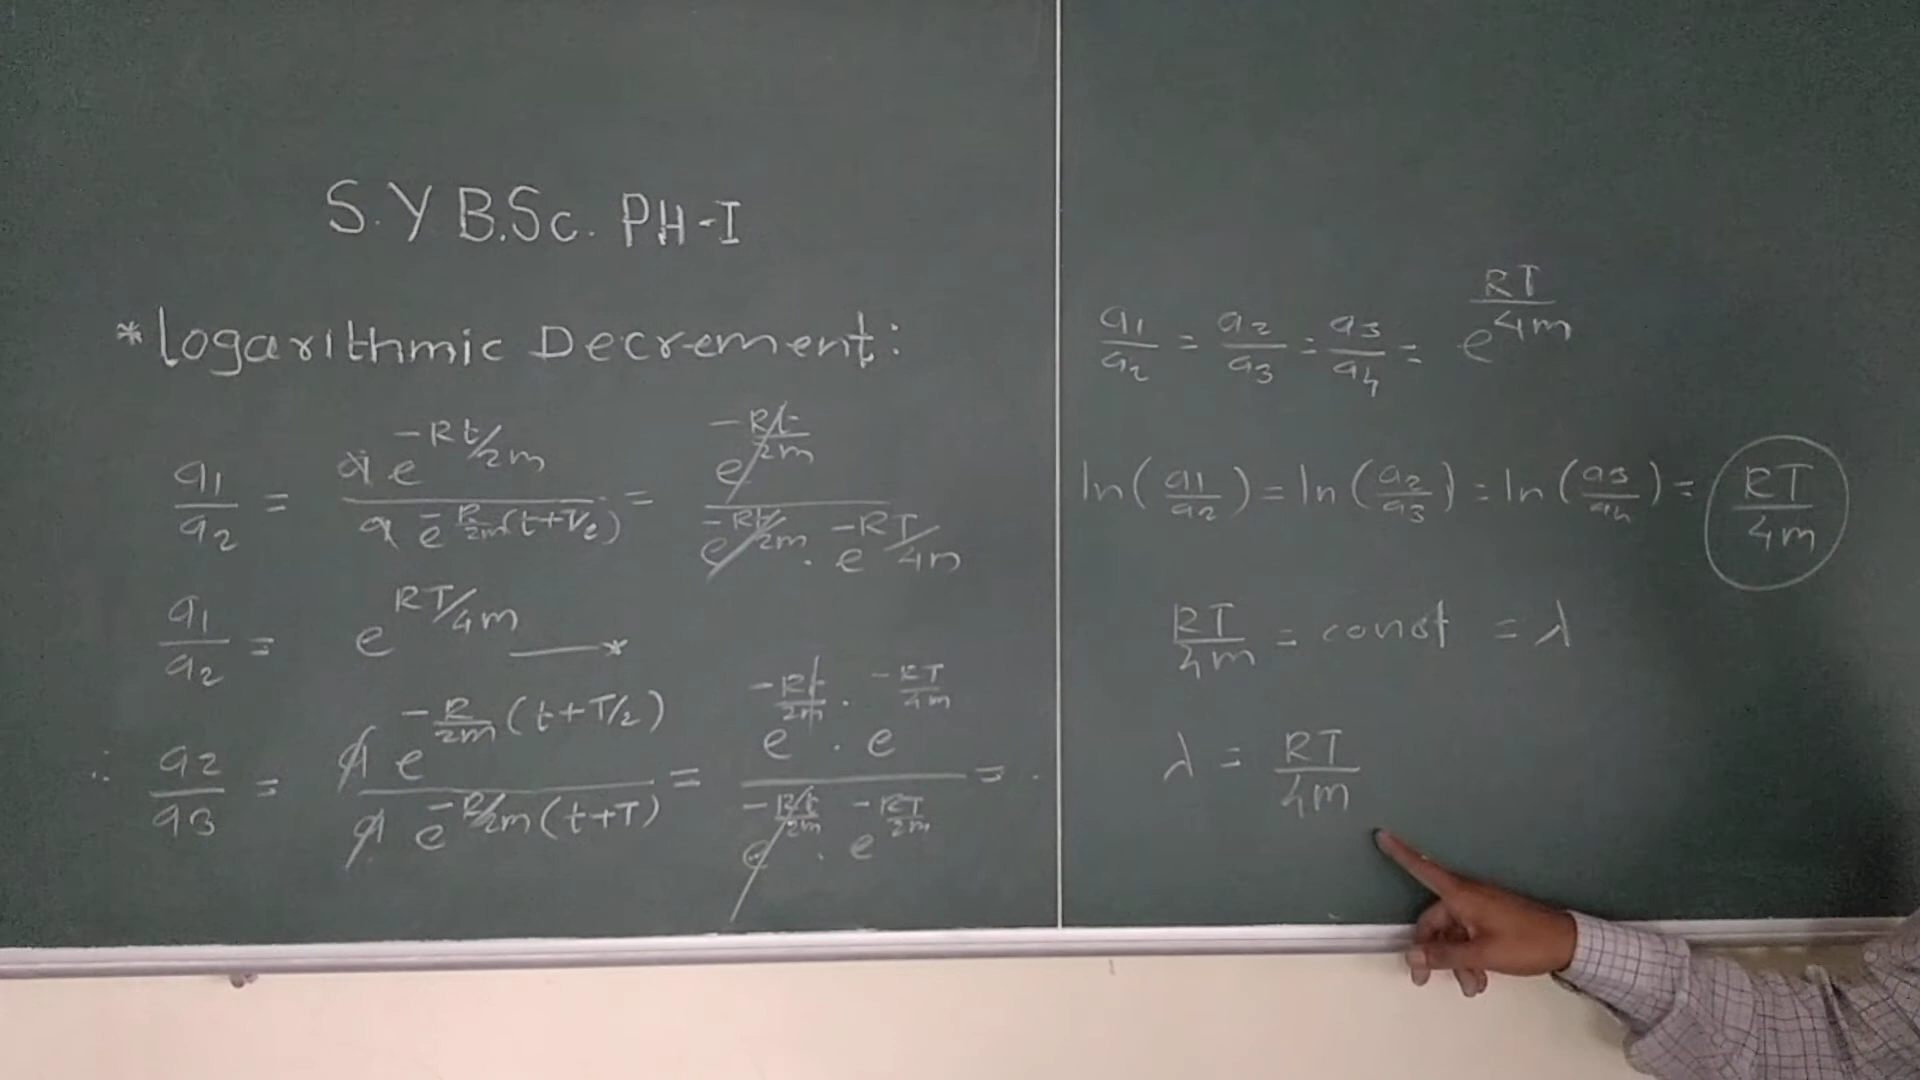 S.Y B.Sc. PH-I
*Logarithmic Decrement:
a1/a2 = a e^(-Rt/2m) / a e^(-R/2m(t+T/2)) = e^(-Rt/2m) / e^(-Rt/2m) . e^(-RT/4m)
a1/a2 = e^(RT/4m) —*
∴ a2/a3 = a e^(-R/2m(t+T/2)) / a e^(-R/2m(t+T)) = e^(-Rt/2m) . e^(-RT/4m) / e^(-Rt/2m) . e^(-RT/2m) = .
a1/a2 = a2/a3 = a3/a4 = e^(RT/4m)
ln(a1/a2) = ln(a2/a3) = ln(a3/a4) = RT/4m
RT/4m = const = λ
λ = RT/4m